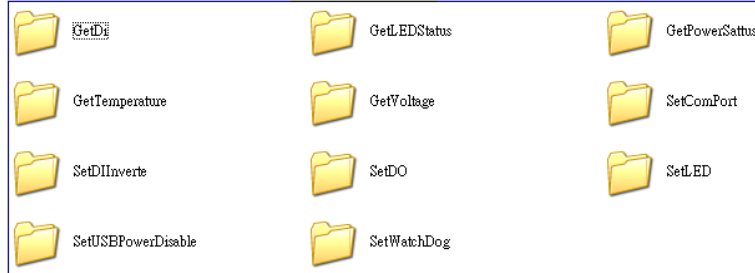 GetDi
GetLEDStatus
GetPowerSattus
GetTemperature
GetVoltage
SetComPort
SetDIInverte
SetDO
SetLED
SetUSBPowerDisable
SetWatchDog